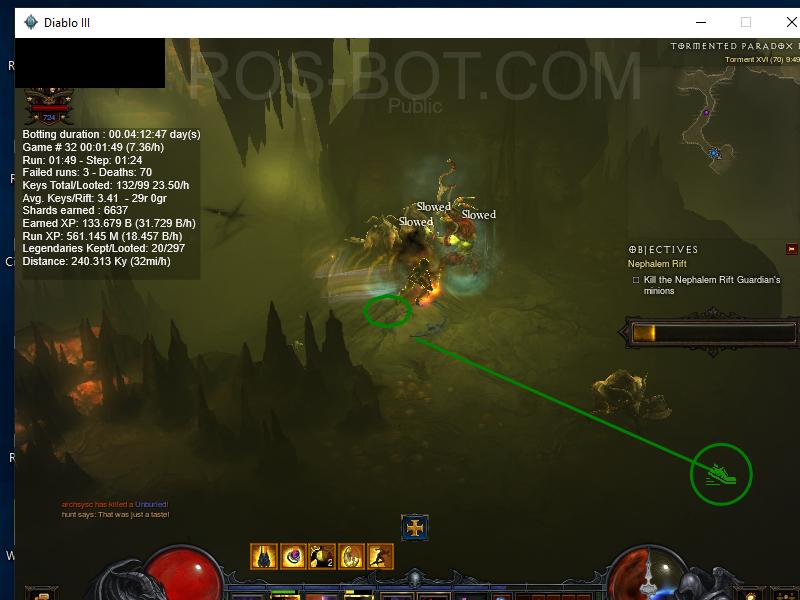 Diablo III
ROS-BOT.COM
Public
TORMENTED PARADOX
Torment XVI (70) 9:49
724
Botting duration : 00.04:12:47 day(s)
Game # 32 00:01:49 (7.36/h)
Run: 01:49 - Step: 01:24
Failed runs: 3 - Deaths: 70
Keys Total/Looted: 132/99 23.50/h
Avg. Keys/Rift: 3.41 - 29r 0gr
Shards earned : 6637
Earned XP: 133.679 B (31.729 B/h)
Run XP: 561.145 M (18.457 B/h)
Legendaries Kept/Looted: 20/297
Distance: 240.313 Ky (32mi/h)
Slowed
Slowed
Slowed
OBJECTIVES
Nephalem Rift
Kill the Nephalem Rift Guardian's
minions
archsysc has killed a Unburied!
hunt says: That was just a taste!
2